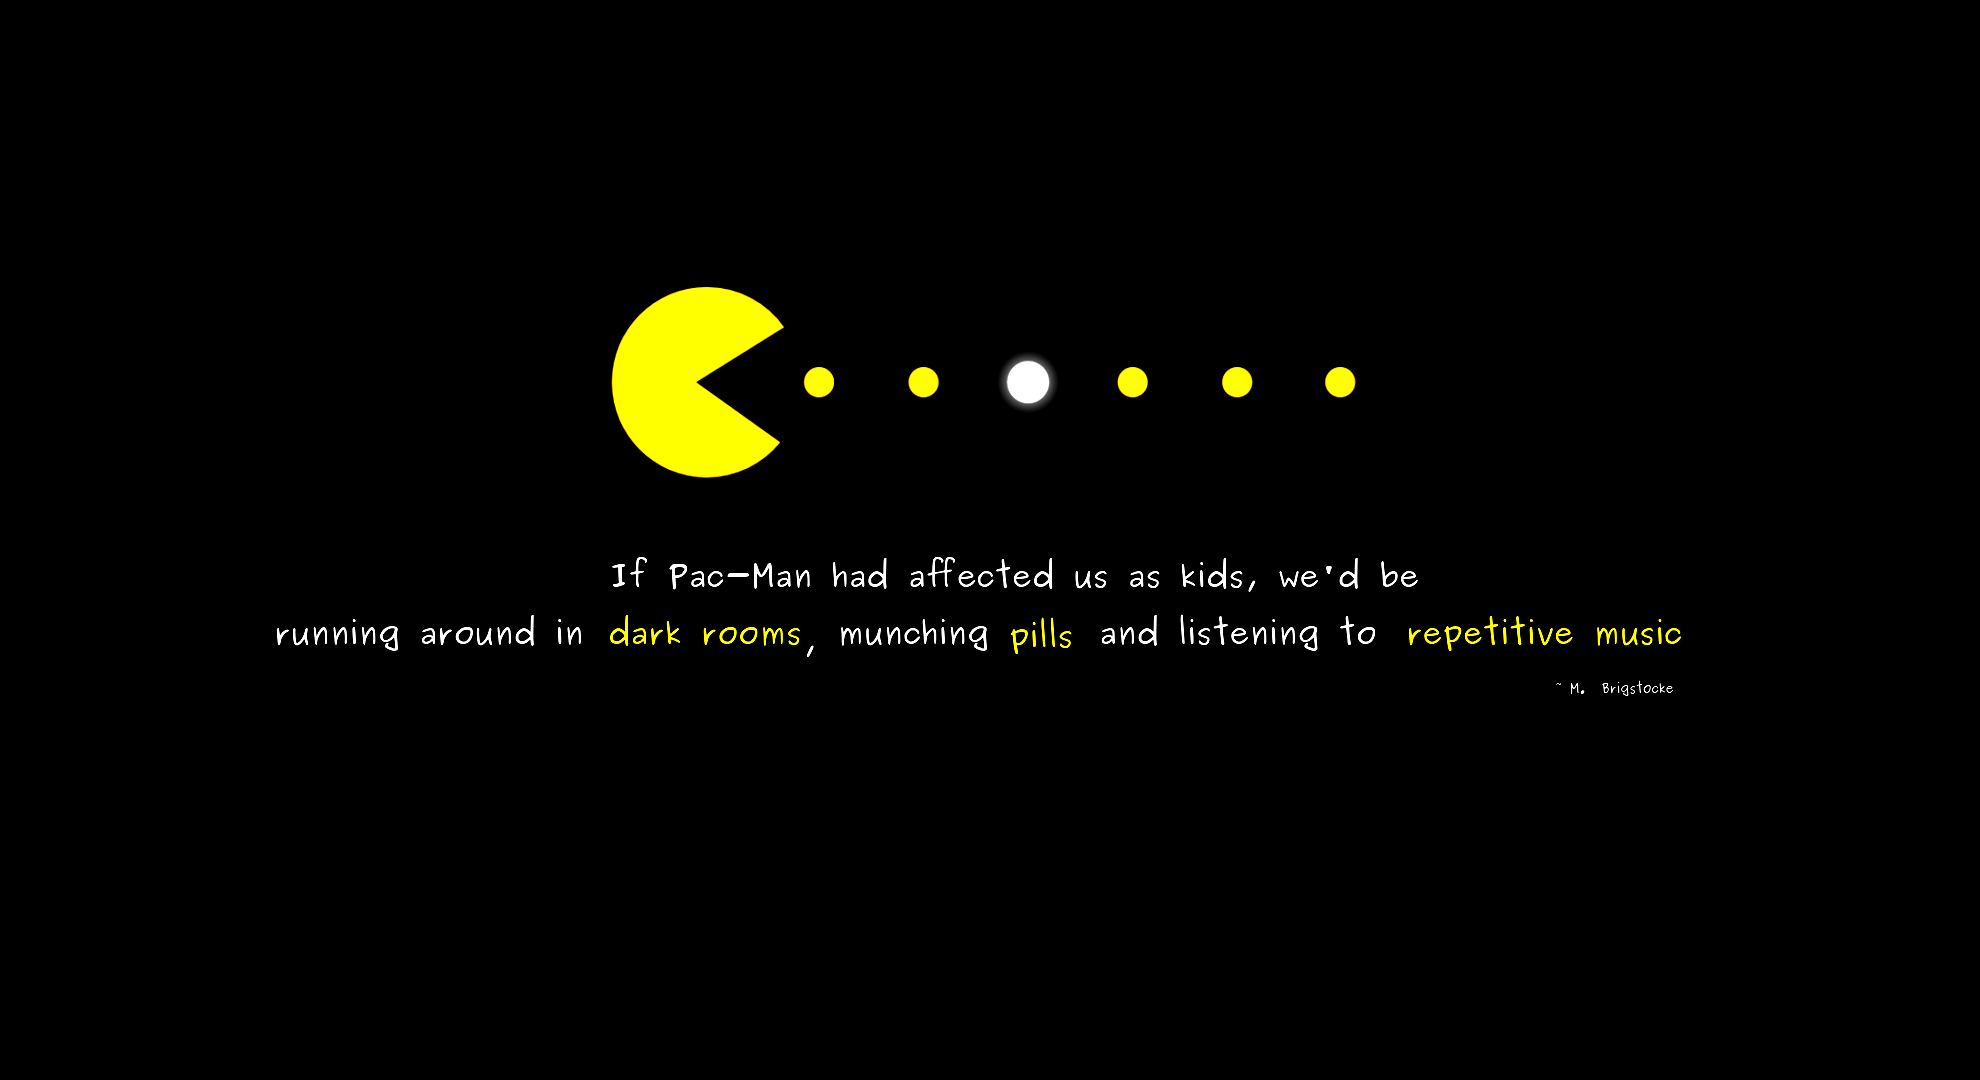 If Pac-Man had affected us as kids, we'd be
running around in dark rooms, munching pills and listening to repetitive music
~ M. Brigstocke